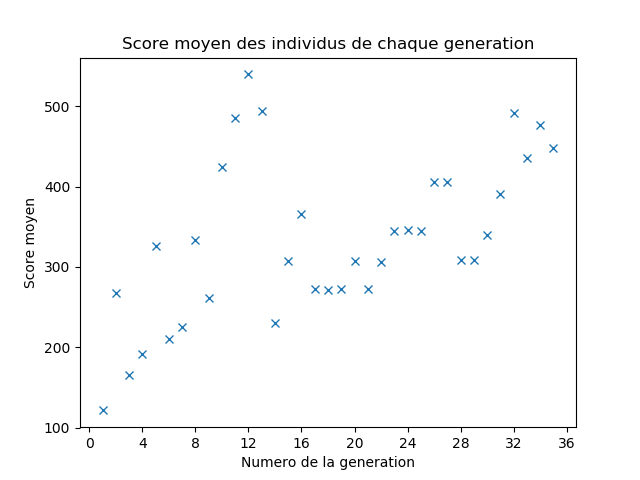 Score moyen des individus de chaque generation
500
400
300
200
100
Score moyen
0 4 8 12 16 20 24 28 32 36
Numero de la generation